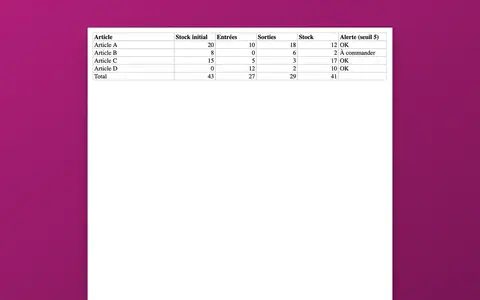 Article Stock initial Entrées Sorties Stock Alerte (seuil 5)
Article A 20 10 18 12 OK
Article B 8 0 6 2 À commander
Article C 15 5 3 17 OK
Article D 0 12 2 10 OK
Total 43 27 29 41